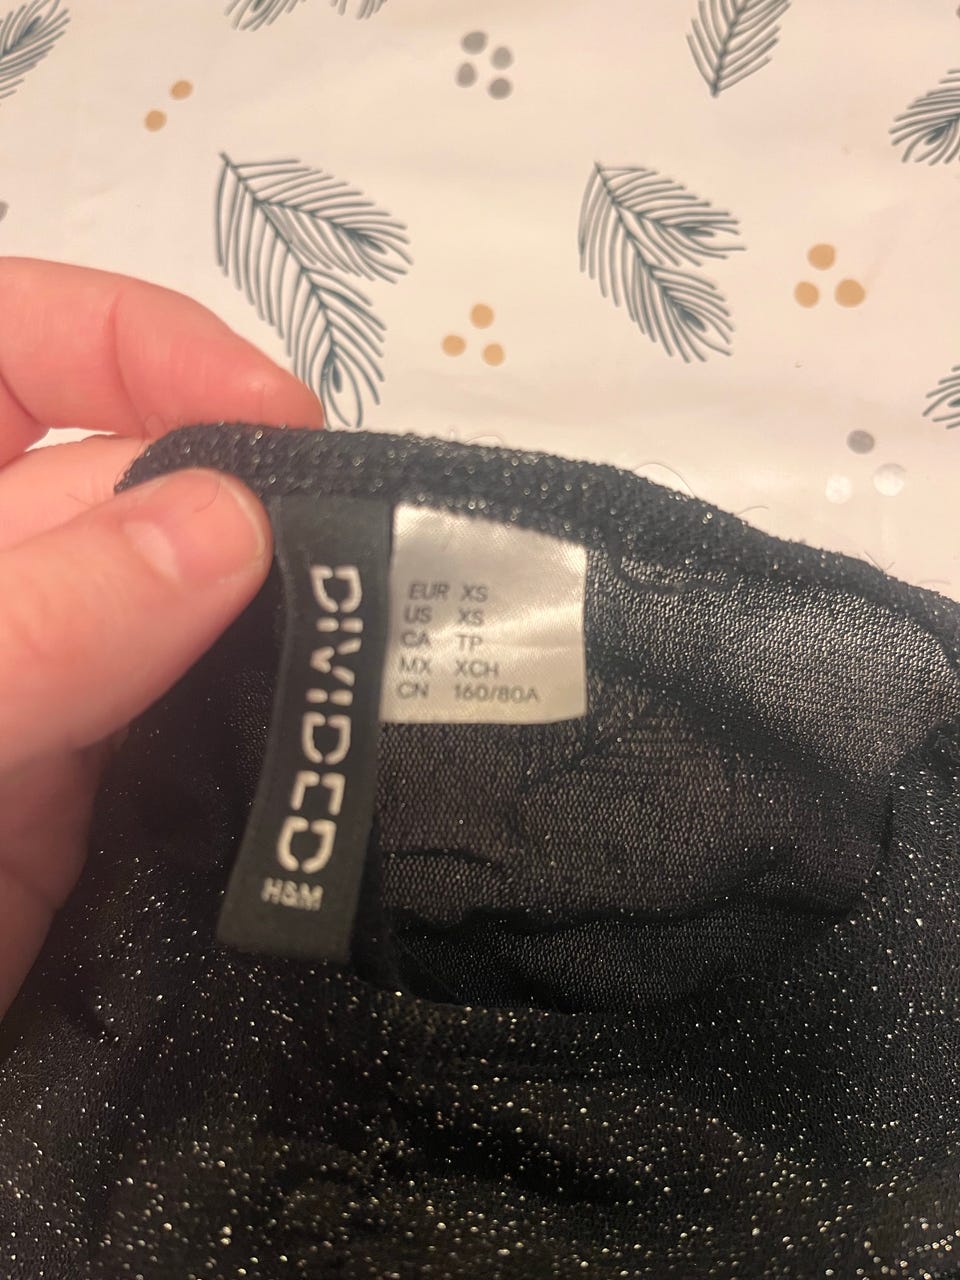 DIVIDED
H&M
EUR XS
US XS
CA TP
MX XCH
CN 160/80A